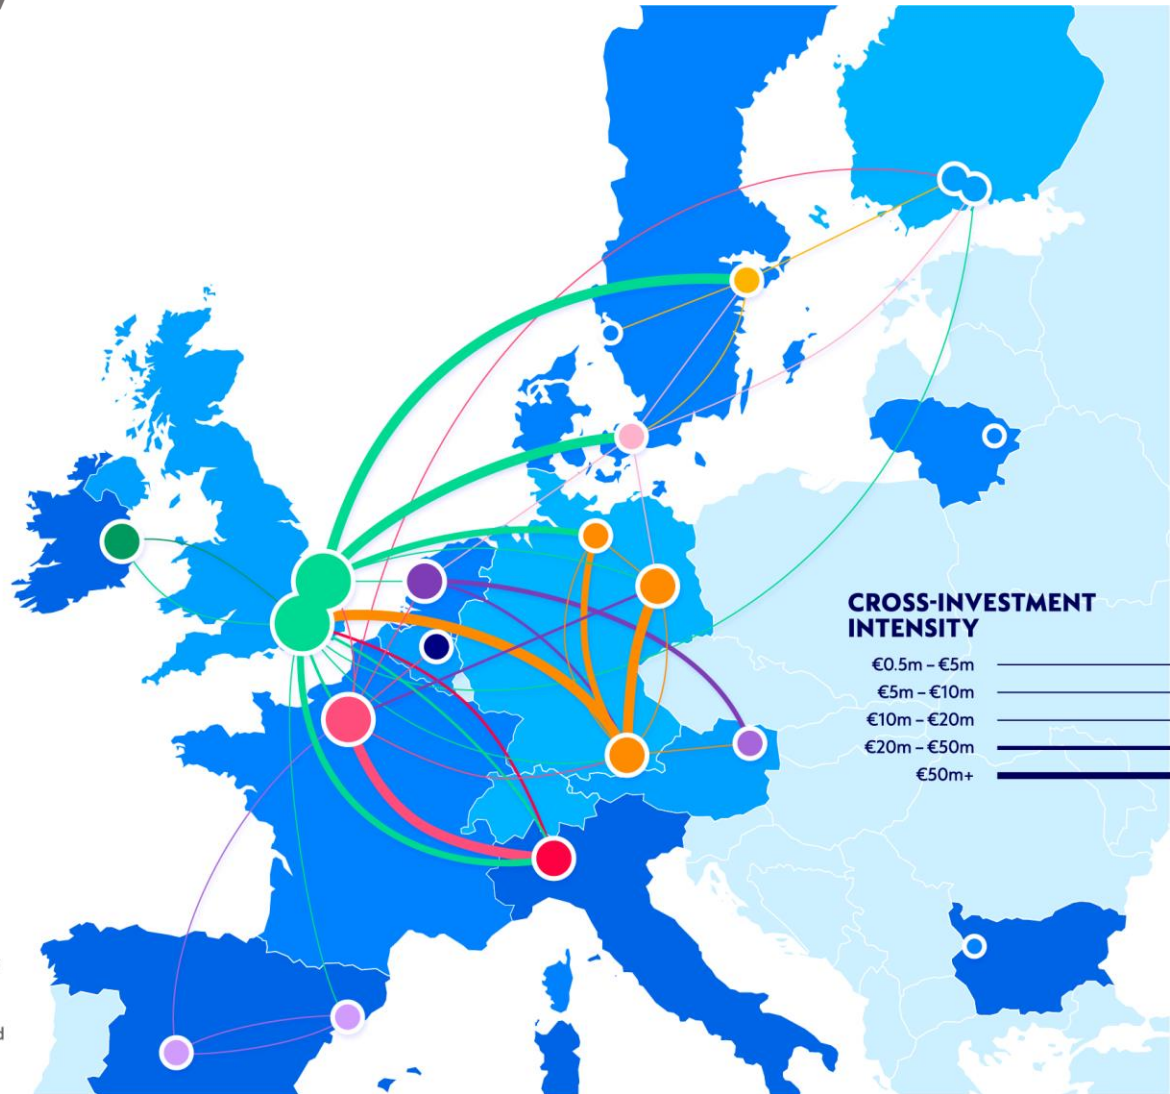 CROSS-INVESTMENT
INTENSITY
€0.5m – €5m
€5m – €10m
€10m – €20m
€20m – €50m
€50m+
d